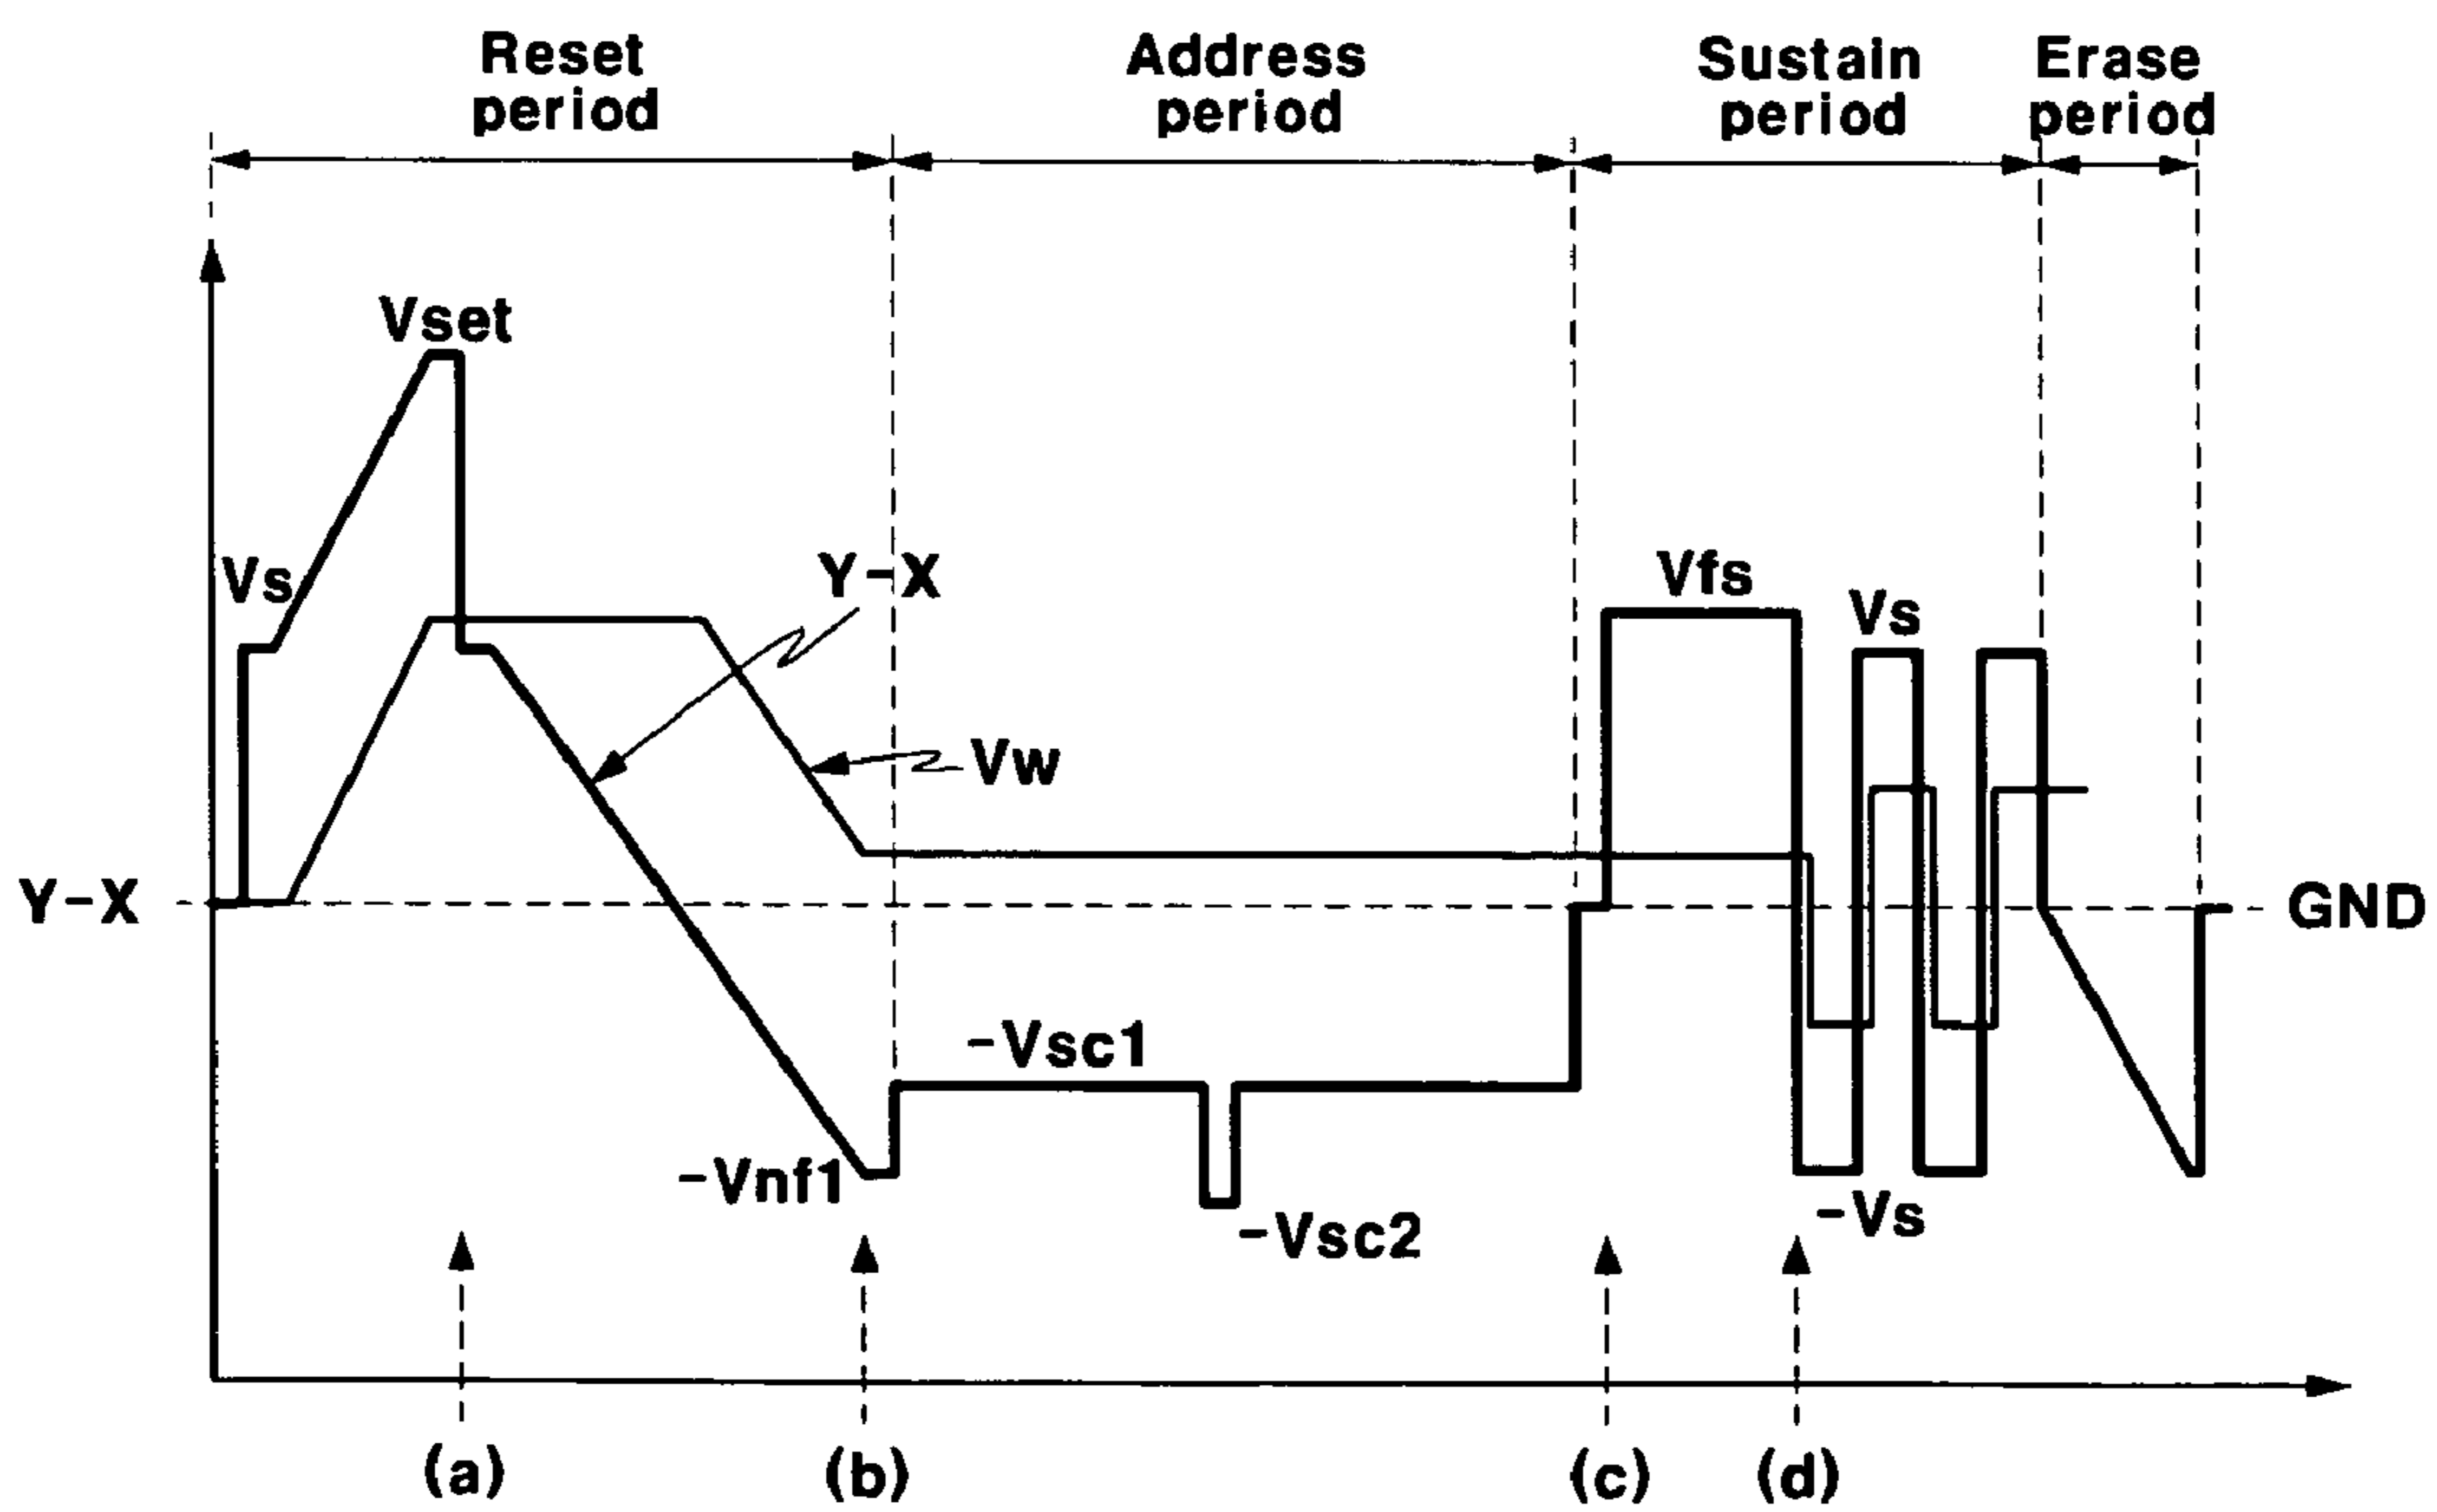 Reset
period
Address
period
Sustain
period
Erase
period
Vset
Vs
Y-X
Vfs
Vs
Vw
Y-X
GND
-Vsc1
-Vnf1
-Vsc2
-Vs
(a)
(b)
(c)
(d)